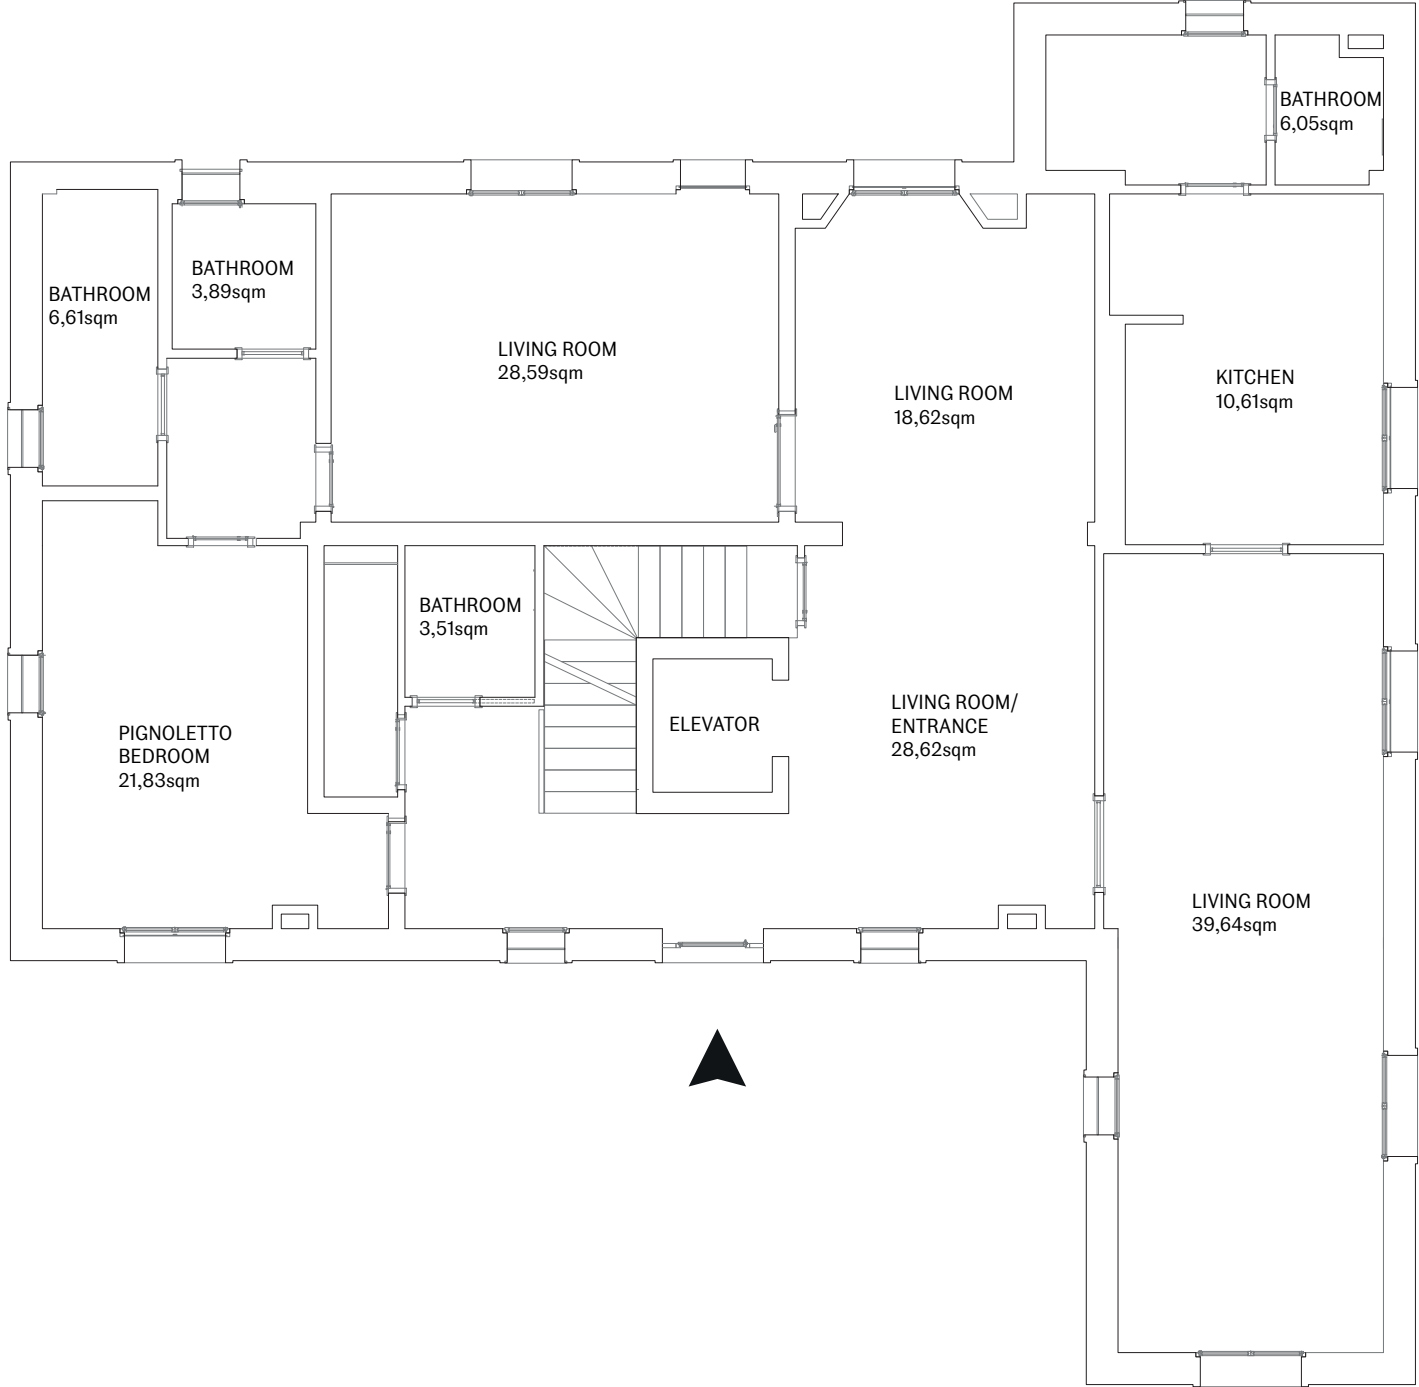 BATHROOM
6,05sqm
BATHROOM
3,89sqm
BATHROOM
6,61sqm
LIVING ROOM
28,59sqm
LIVING ROOM
18,62sqm
KITCHEN
10,61sqm
BATHROOM
3,51sqm
ELEVATOR
LIVING ROOM/
ENTRANCE
28,62sqm
PIGNOLETTO
BEDROOM
21,83sqm
LIVING ROOM
39,64sqm